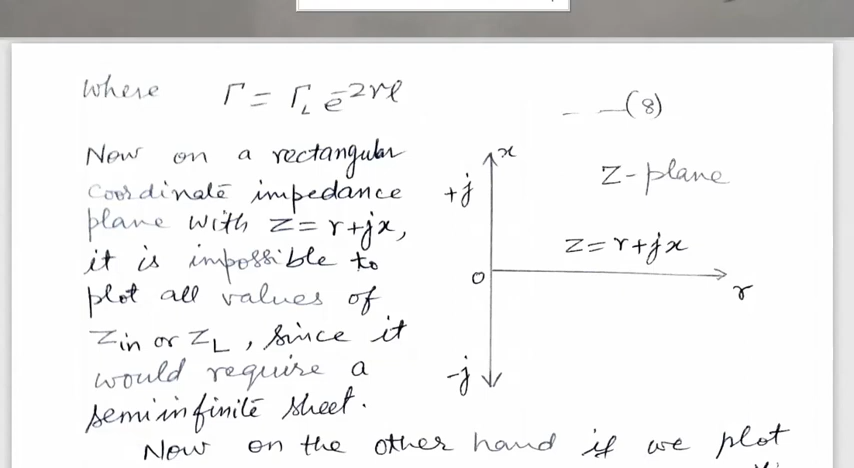 where Γ = Γ_L e^-2γl - - (8)
Now on a rectangular
coordinate impedance
plane with z=r+jx,
it is impossible to
plot all values of
Zin or ZL, since it
would require a
semiinfinite sheet.
x
+j
Z-plane
z=r+jx
0
r
-j
Now on the other hand if we plot